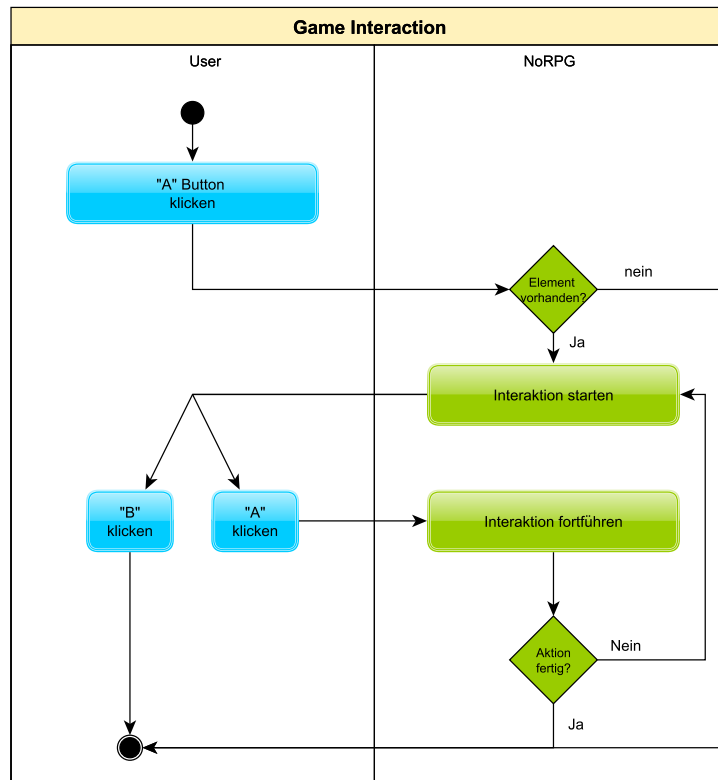 Game Interaction
User
NoRPG
"A" Button
klicken
Element
vorhanden?
nein
Ja
Interaktion starten
"B"
klicken
"A"
klicken
Interaktion fortführen
Aktion
fertig?
Nein
Ja